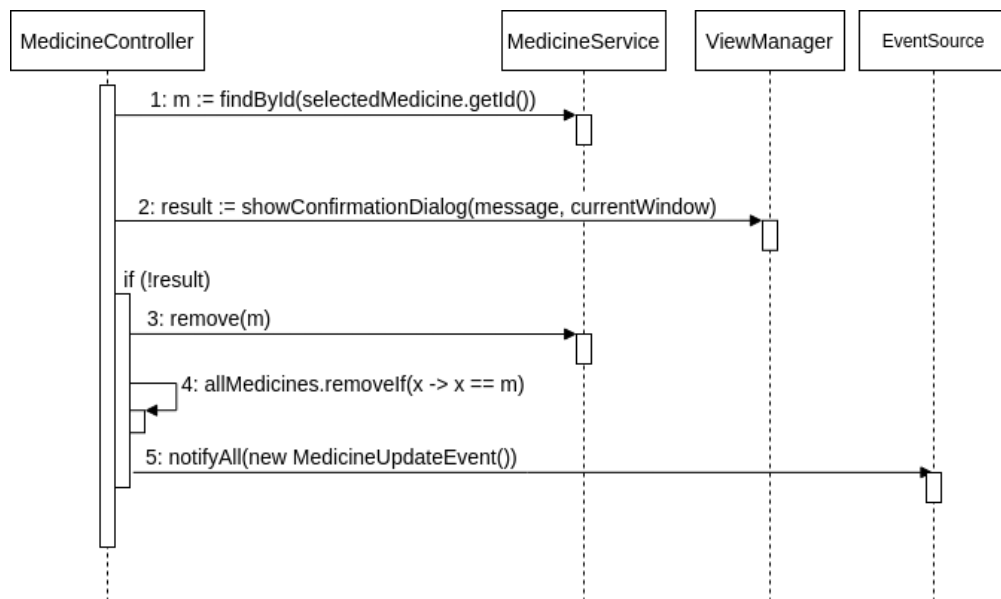 MedicineController
MedicineService
ViewManager
EventSource
1: m := findById(selectedMedicine.getId())
2: result := showConfirmationDialog(message, currentWindow)
if (!result)
3: remove(m)
4: allMedicines.removeIf(x -> x == m)
5: notifyAll(new MedicineUpdateEvent())